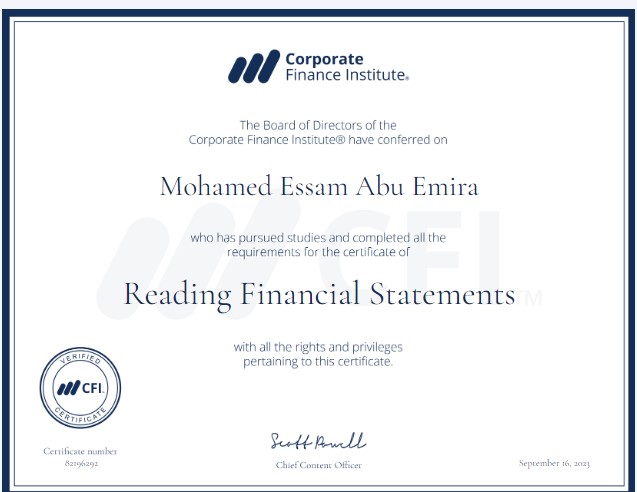 Corporate
Finance Institute®
The Board of Directors of the
Corporate Finance Institute® have conferred on
Mohamed Essam Abu Emira
who has pursued studies and completed all the
requirements for the certificate of
Reading Financial Statements
with all the rights and privileges
pertaining to this certificate.
VERIFIED
CFI
CERTIFICATE
Scott Powell
Certificate number
82196292
Chief Content Officer
September 16, 2023
CFI™